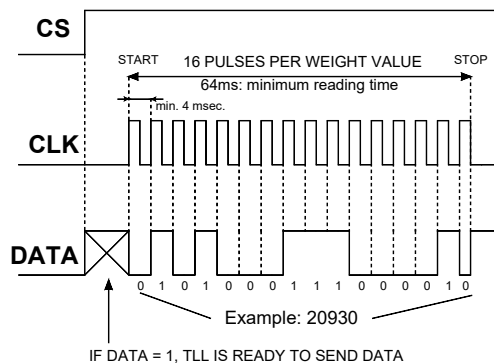 CS
START 16 PULSES PER WEIGHT VALUE STOP
64ms: minimum reading time
min. 4 msec.
CLK
DATA
0 1 0 1 0 0 0 1 1 1 0 0 0 0 1 0
Example: 20930
IF DATA = 1, TLL IS READY TO SEND DATA